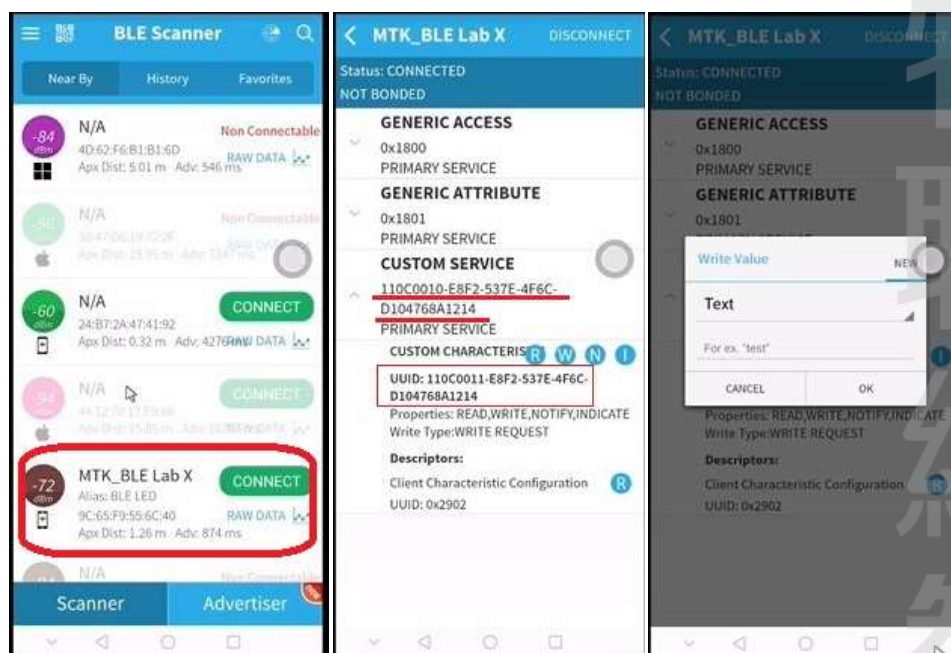 BLE Scanner
Near By
History
Favorites
-84
dBm
N/A
Non Connectable
4D:62:F6:B1:B1:6D
Apx Dist: 5.01 m Adv: 546 ms
RAW DATA
N/A
Non Connectable
N/A
CONNECT
-60
dBm
24:B7:2A:47:41:92
Apx Dist: 0.32 m Adv: 4276 ms
RAW DATA
-94
N/A
CONNECT
-72
dBm
MTK_BLE Lab X
CONNECT
Alias: BLE LED
9C:65:F9:55:6C:40
RAW DATA
Apx Dist: 1.26 m Adv: 874 ms
N/A
Non Connectable
Scanner
Advertiser
MTK_BLE Lab X
DISCONNECT
Status: CONNECTED
NOT BONDED
GENERIC ACCESS
0x1800
PRIMARY SERVICE
GENERIC ATTRIBUTE
0x1801
PRIMARY SERVICE
CUSTOM SERVICE
110C0010-E8F2-537E-4F6C-
D104768A1214
PRIMARY SERVICE
CUSTOM CHARACTERIS
R W N I
UUID: 110C0011-E8F2-537E-4F6C-
D104768A1214
Properties: READ,WRITE,NOTIFY,INDICATE
Write Type:WRITE REQUEST
Descriptors:
Client Characteristic Configuration
R
UUID: 0x2902
MTK_BLE Lab X
DISCONNECT
Status: CONNECTED
NOT BONDED
GENERIC ACCESS
0x1800
PRIMARY SERVICE
GENERIC ATTRIBUTE
0x1801
Write Value
NEW
Text
For ex. "test"
CANCEL
OK
Properties: READ,WRITE,NOTIFY,INDICATE
Write Type:WRITE REQUEST
Descriptors:
Client Characteristic Configuration
R
UUID: 0x2902